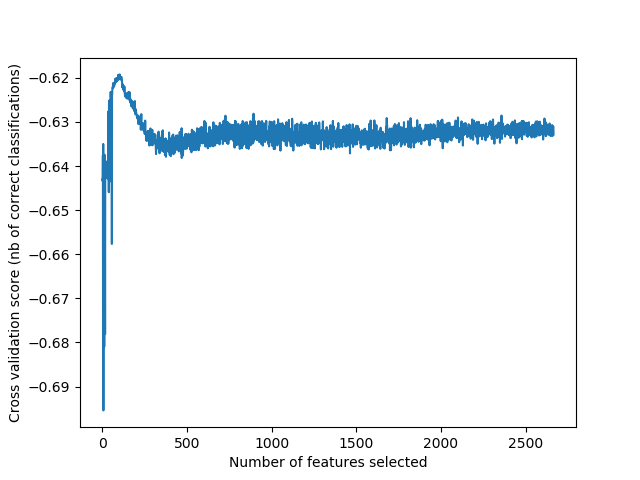 Cross validation score (nb of correct classifications)
−0.62
−0.63
−0.64
−0.65
−0.66
−0.67
−0.68
−0.69
0 500 1000 1500 2000 2500
Number of features selected